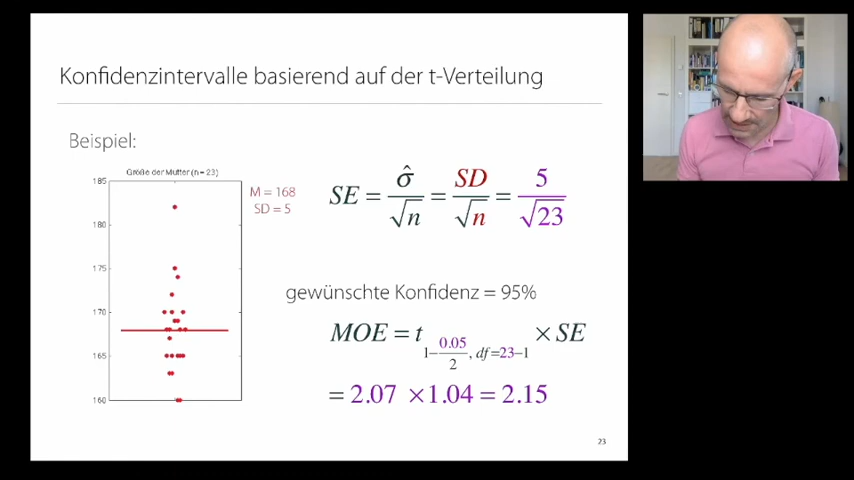 Konfidenzintervalle basierend auf der t-Verteilung
Beispiel:
Größe der Mutter (n = 23)
185
180
175
170
165
160
M = 168
SD = 5
SE = σ̂/√n = SD/√n = 5/√23
gewünschte Konfidenz = 95%
MOE = t 1−0.05/2, df=23−1 × SE
= 2.07 ×1.04 = 2.15
23